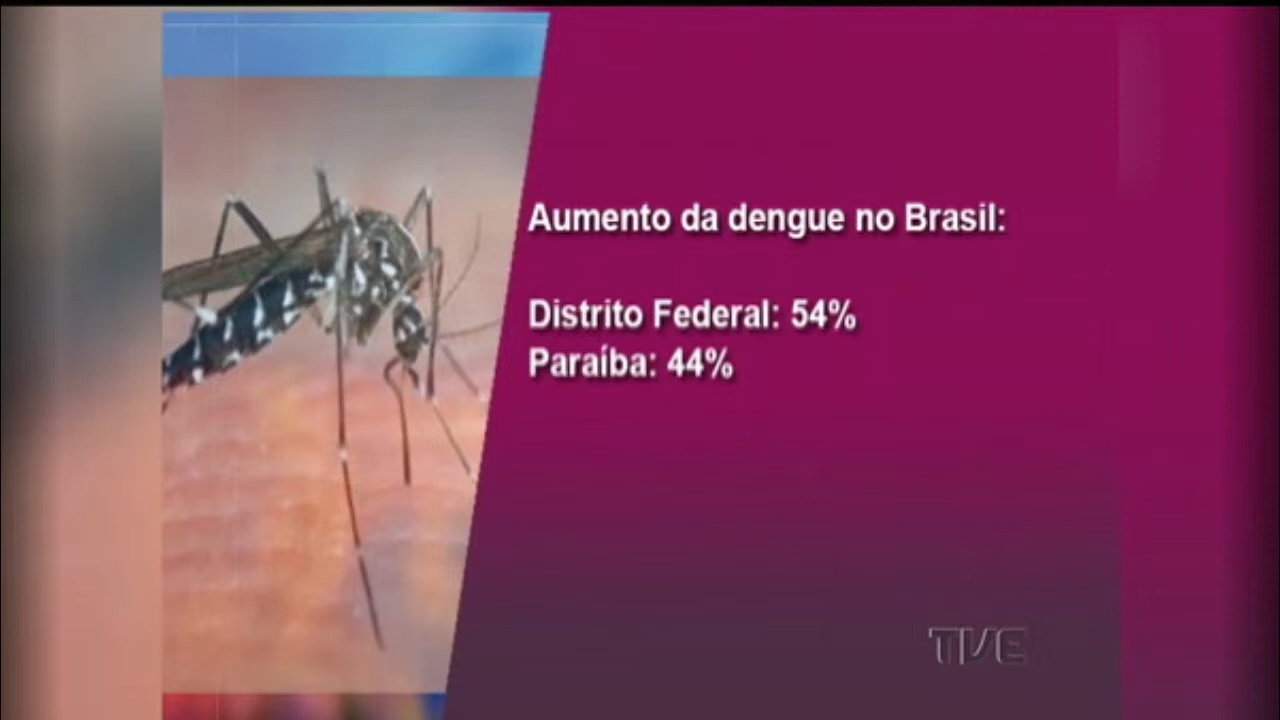 Aumento da dengue no Brasil:
Distrito Federal: 54%
Paraíba: 44%
TVE